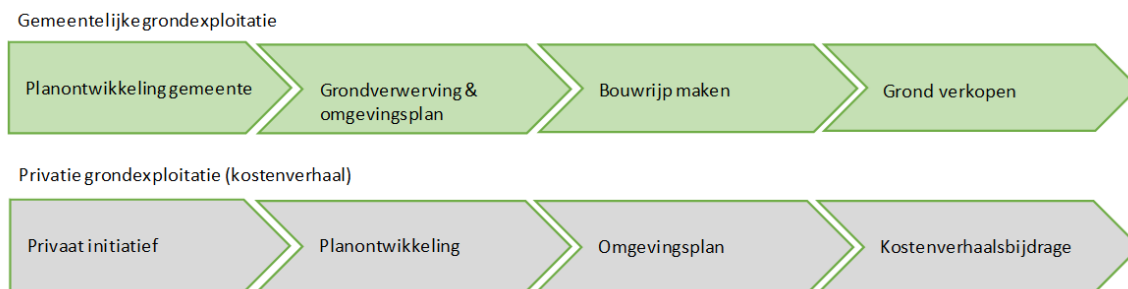 Gemeentelijke grondexploitatie
Planontwikkeling gemeente
Grondverwerving &
omgevingsplan
Bouwrijp maken
Grond verkopen
Privatie grondexploitatie (kostenverhaal)
Privaat initiatief
Planontwikkeling
Omgevingsplan
Kostenverhaalsbijdrage